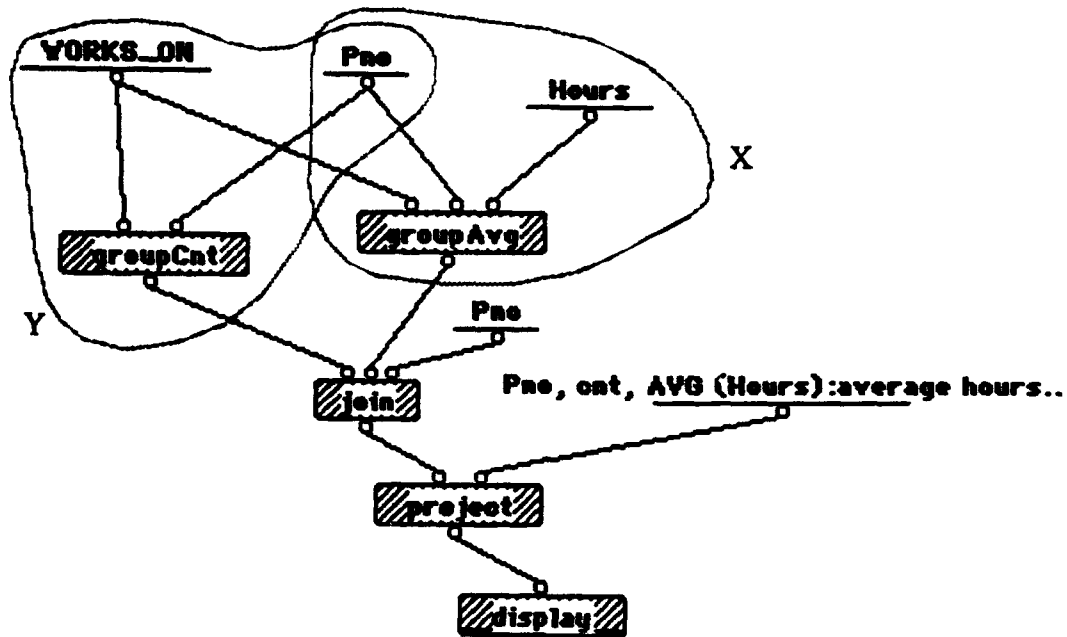 WORKS_ON
Pno
Hours
X
groupAvg
groupCnt
Pno
Y
Pno, cnt, AVG (Hours):average hours..
join
project
display